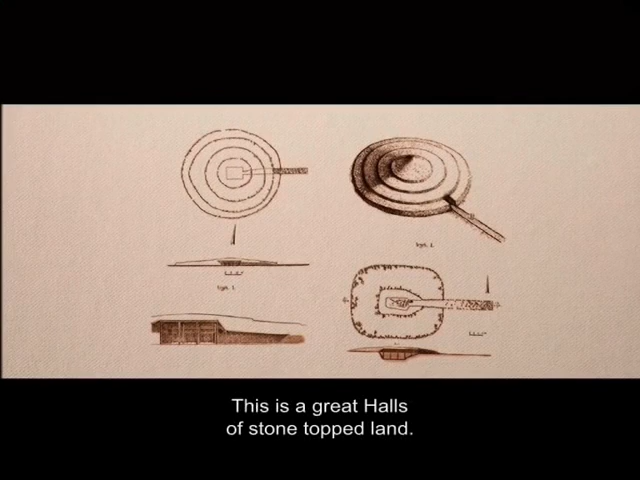 This is a great Halls
of stone topped land.